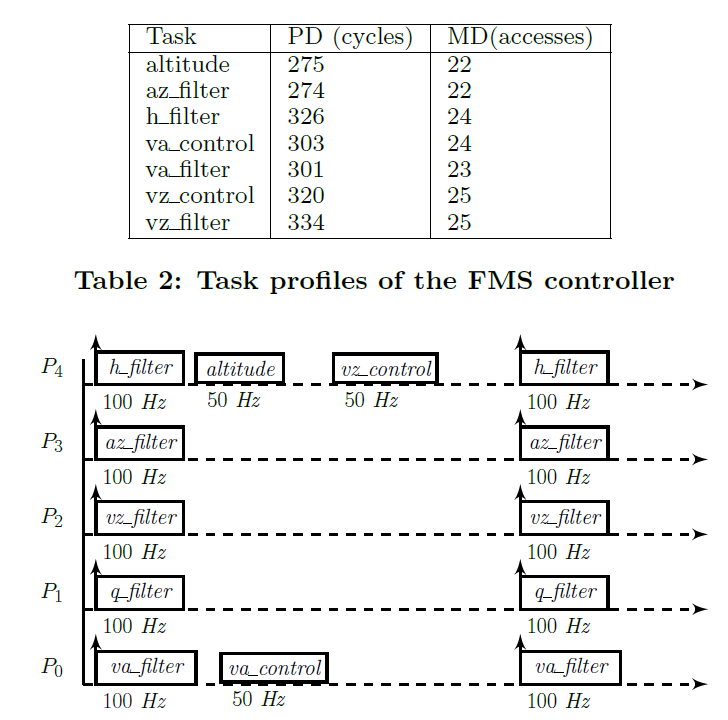 Task PD (cycles) MD(accesses)
altitude 275 22
az_filter 274 22
h_filter 326 24
va_control 303 24
va_filter 301 23
vz_control 320 25
vz_filter 334 25
Table 2: Task profiles of the FMS controller
P4 h_filter altitude vz_control h_filter
100 Hz 50 Hz 50 Hz 100 Hz
P3 az_filter az_filter
100 Hz 100 Hz
P2 vz_filter vz_filter
100 Hz 100 Hz
P1 q_filter q_filter
100 Hz 100 Hz
P0 va_filter va_control va_filter
100 Hz 50 Hz 100 Hz